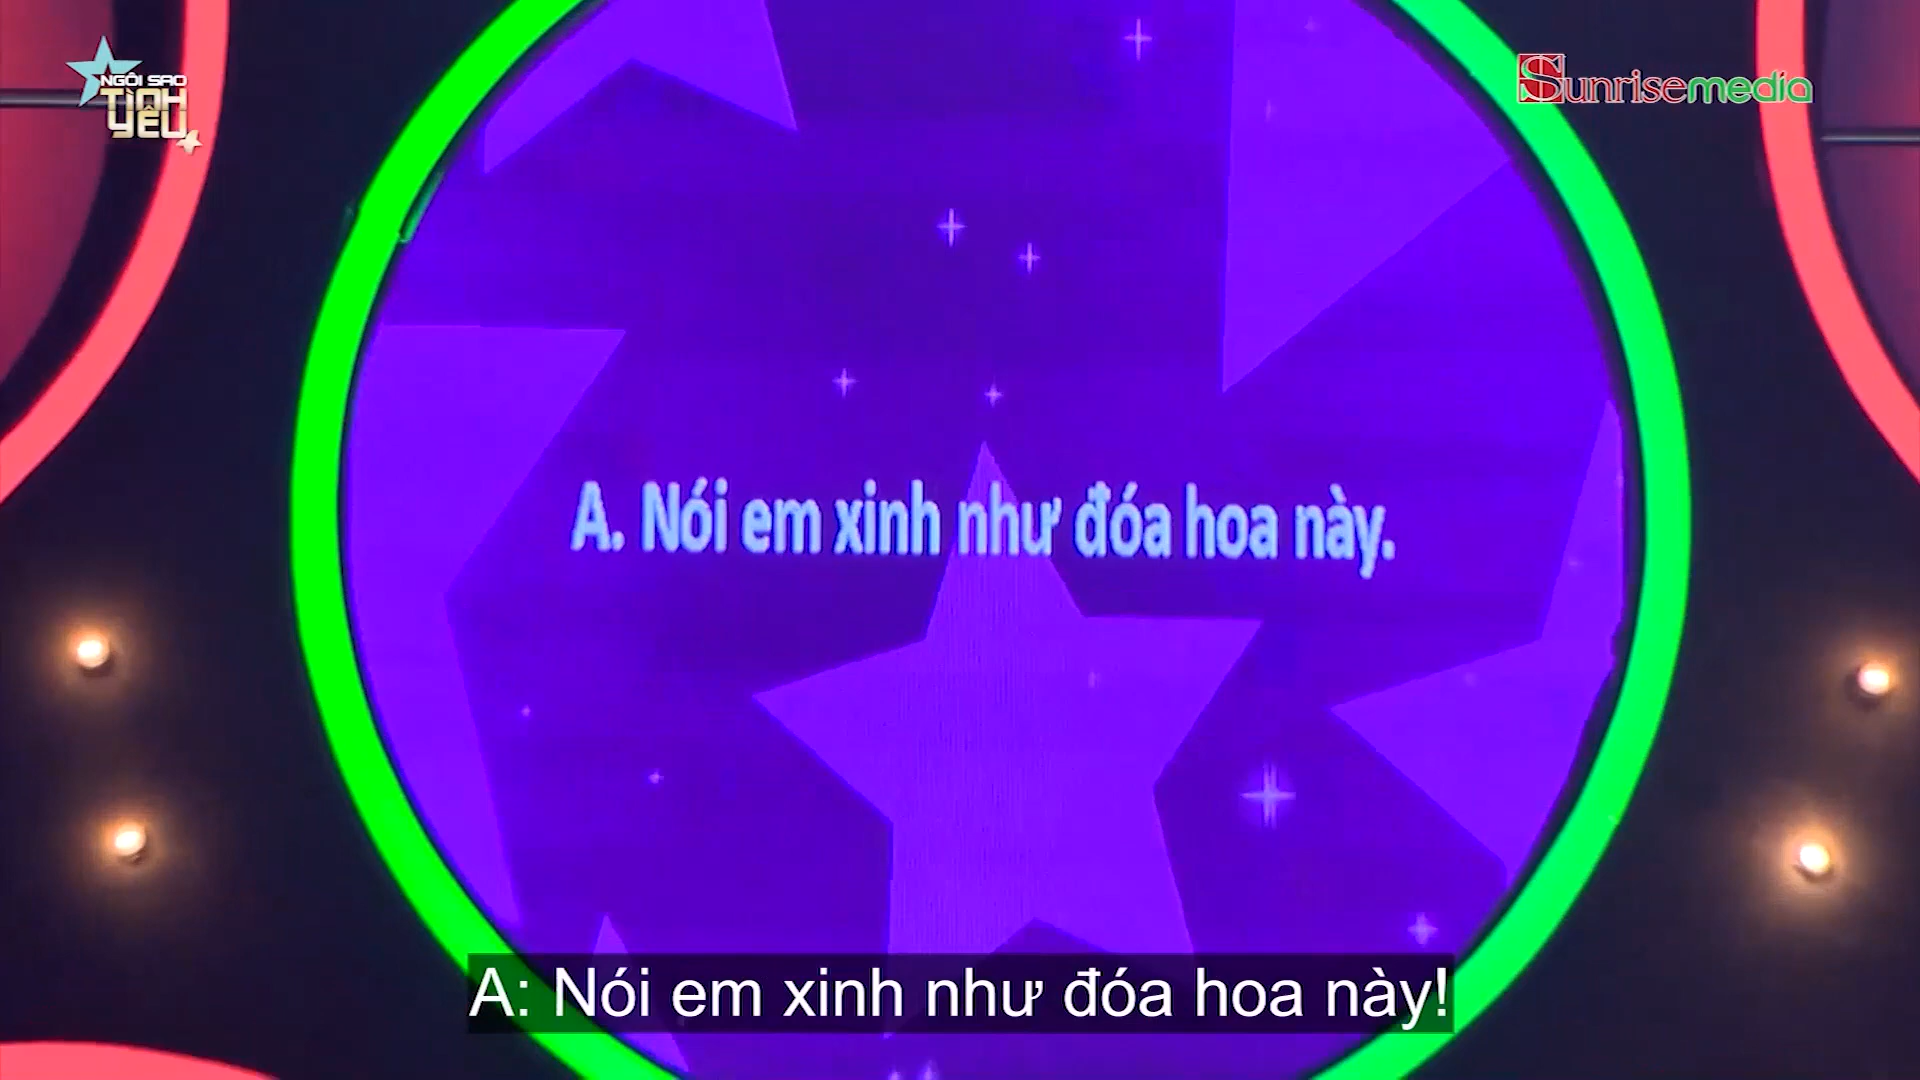 NGÔI SAO
TÌNH
YÊU
Sunrisemedia
A. Nói em xinh như đóa hoa này.
A: Nói em xinh như đóa hoa này!